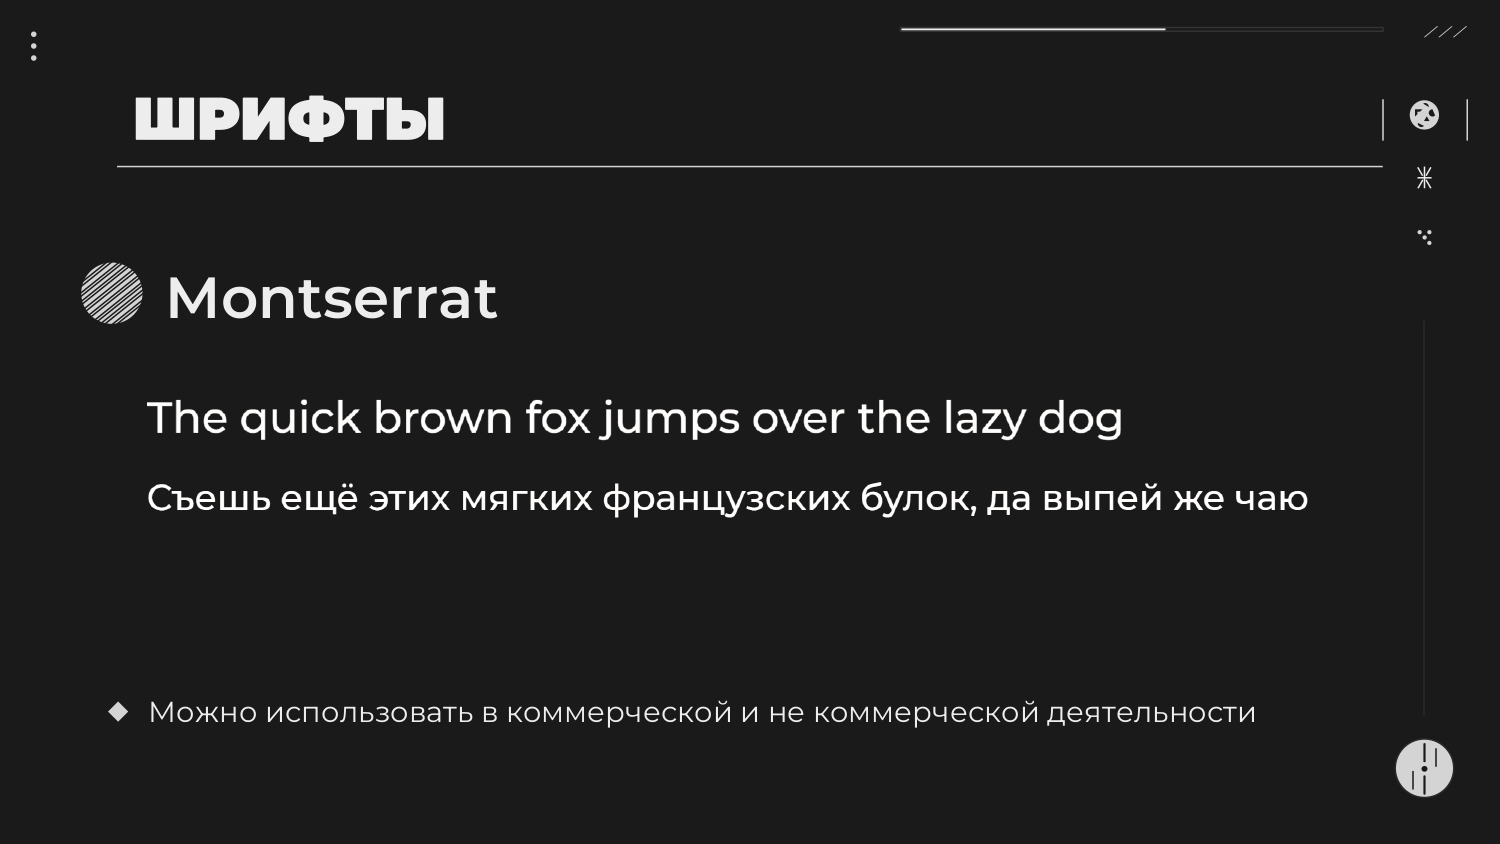 ШРИФТЫ
Montserrat
The quick brown fox jumps over the lazy dog
Съешь ещё этих мягких французских булок, да выпей же чаю
Можно использовать в коммерческой и не коммерческой деятельности